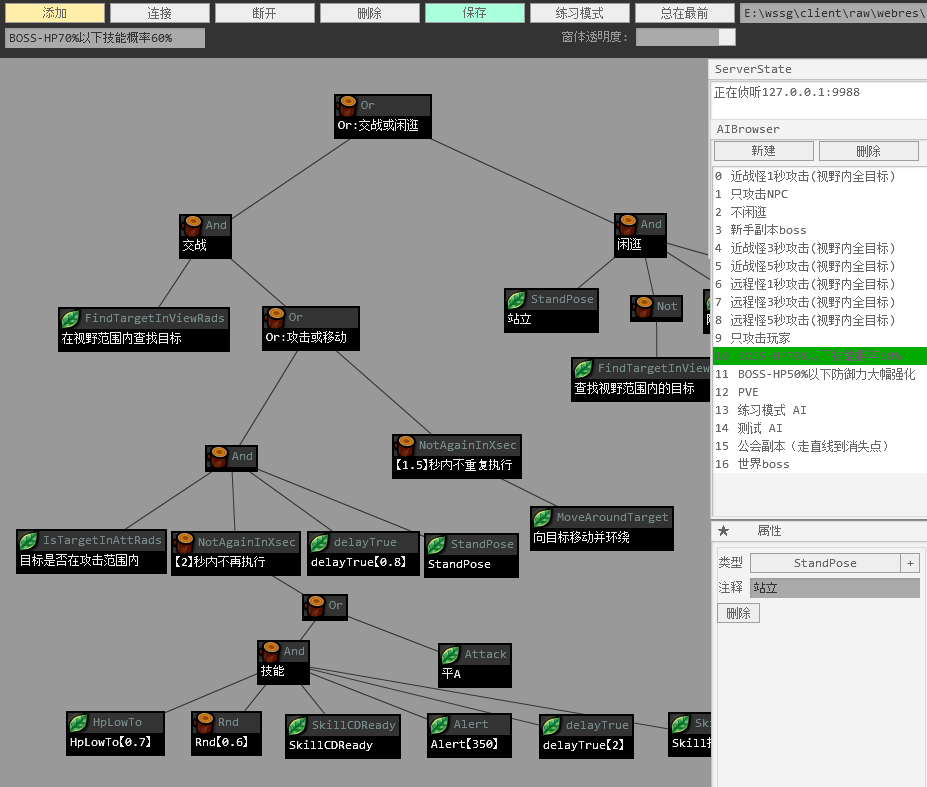 添加 连接 断开 删除 保存 练习模式 总在最前 E:\wssg\client\raw\webres\
BOSS-HP70%以下技能概率60% 窗体透明度:
Or
Or:交战或闲逛
And
交战
And
闲逛
FindTargetInViewRads
在视野范围内查找目标
Or
Or:攻击或移动
StandPose
站立
Not
FindTargetInView
查找视野范围内的目标
And
NotAgainInXsec
【1.5】秒内不重复执行
MoveAroundTarget
向目标移动并环绕
IsTargetInAttRads
目标是否在攻击范围内
NotAgainInXsec
【2】秒内不再执行
delayTrue
delayTrue【0.8】
StandPose
StandPose
Or
And
技能
Attack
平A
HpLowTo
HpLowTo【0.7】
Rnd
Rnd【0.6】
SkillCDReady
SkillCDReady
Alert
Alert【350】
delayTrue
delayTrue【2】
Sk
Skill
ServerState
正在侦听127.0.0.1:9988
AIBrowser
新建 删除
0 近战怪1秒攻击(视野内全目标)
1 只攻击NPC
2 不闲逛
3 新手副本boss
4 近战怪3秒攻击(视野内全目标)
5 近战怪5秒攻击(视野内全目标)
6 远程怪1秒攻击(视野内全目标)
7 远程怪3秒攻击(视野内全目标)
8 远程怪5秒攻击(视野内全目标)
9 只攻击玩家
10 BOSS-HP70%以下技能概率60%
11 BOSS-HP50%以下防御力大幅强化
12 PVE
13 练习模式 AI
14 测试 AI
15 公会副本（走直线到消失点）
16 世界boss
★ 属性
类型 StandPose +
注释 站立
删除